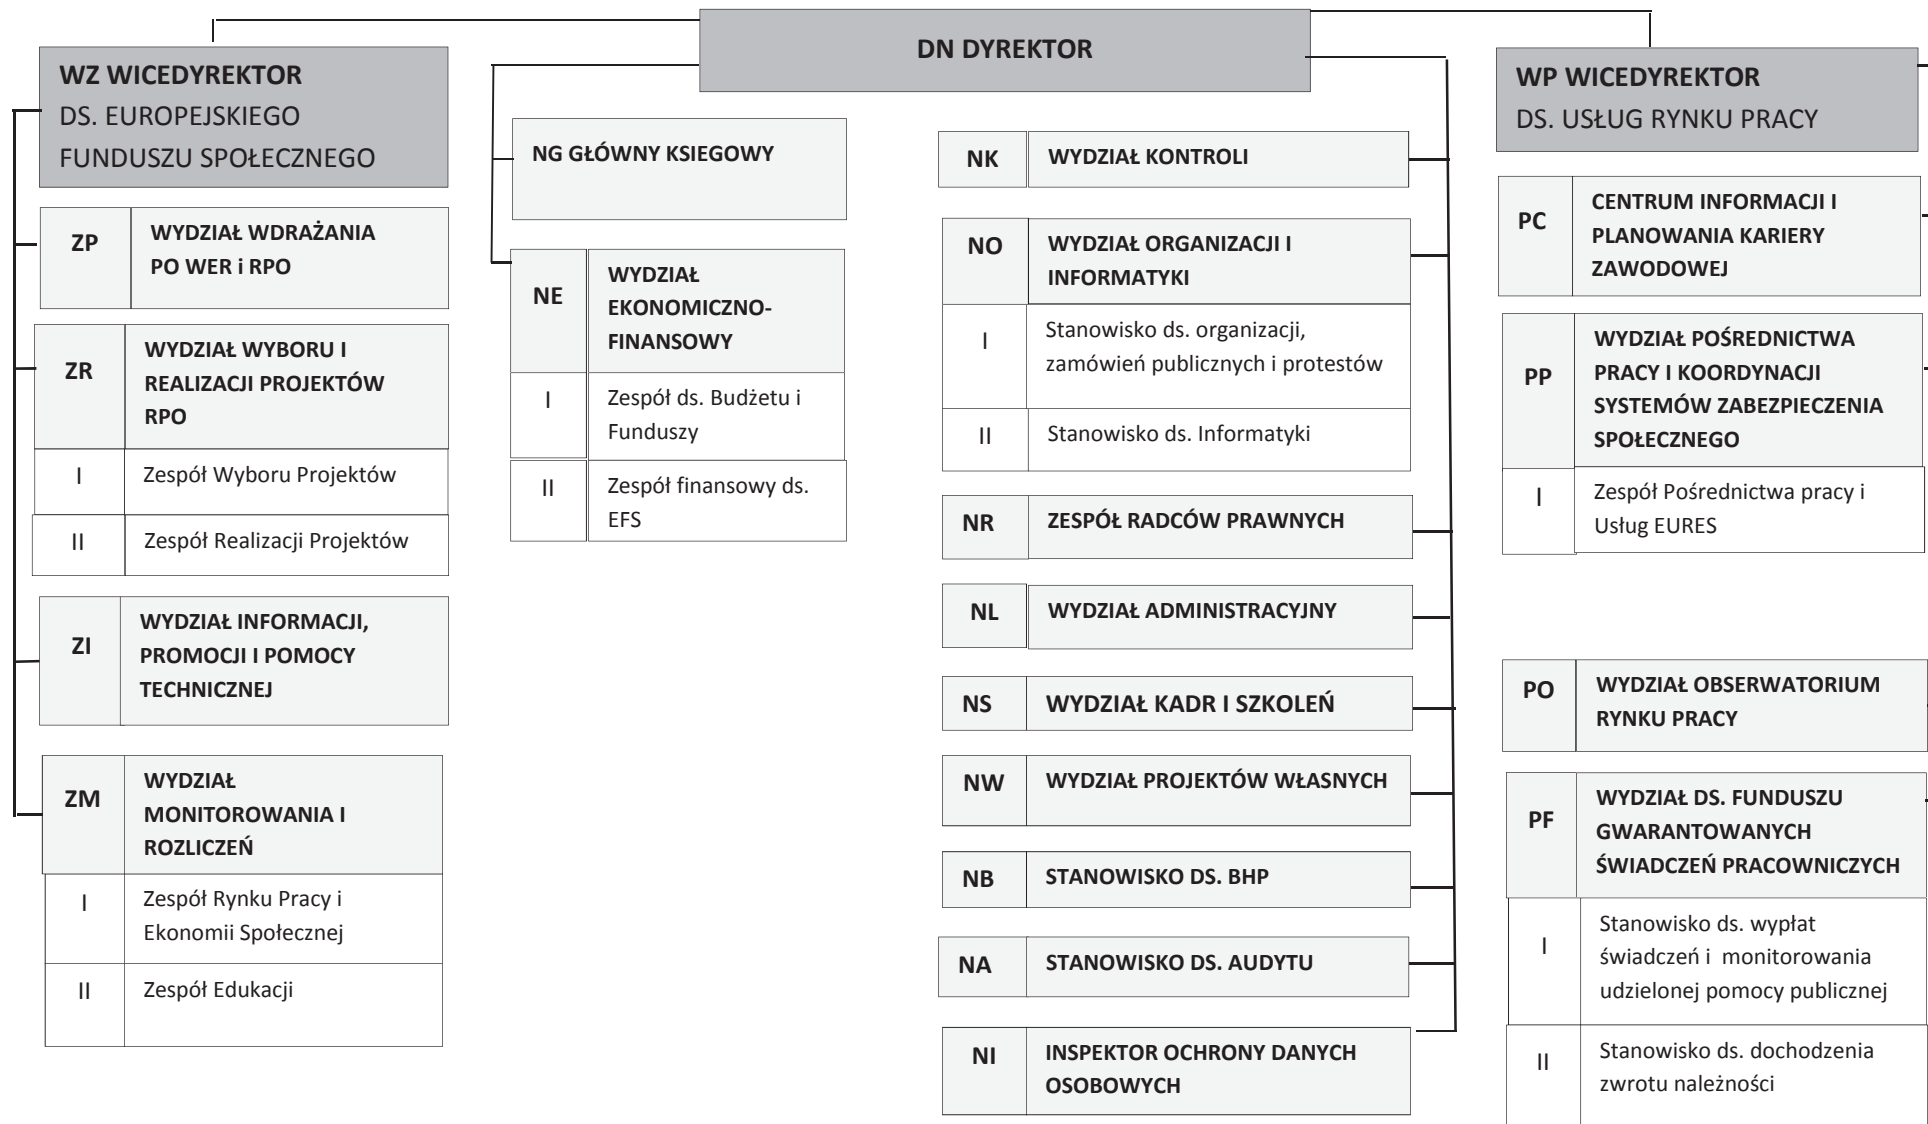 DN DYREKTOR
WZ WICEDYREKTOR
DS. EUROPEJSKIEGO
FUNDUSZU SPOŁECZNEGO
ZP
WYDZIAŁ WDRAŻANIA
PO WER i RPO
ZR
WYDZIAŁ WYBORU I
REALIZACJI PROJEKTÓW
RPO
I
Zespół Wyboru Projektów
II
Zespół Realizacji Projektów
ZI
WYDZIAŁ INFORMACJI,
PROMOCJI I POMOCY
TECHNICZNEJ
ZM
WYDZIAŁ
MONITOROWANIA I
ROZLICZEŃ
I
Zespół Rynku Pracy i
Ekonomii Społecznej
II
Zespół Edukacji
NG GŁÓWNY KSIEGOWY
NE
WYDZIAŁ
EKONOMICZNO-
FINANSOWY
I
Zespół ds. Budżetu i
Funduszy
II
Zespół finansowy ds.
EFS
NK
WYDZIAŁ KONTROLI
NO
WYDZIAŁ ORGANIZACJI I
INFORMATYKI
I
Stanowisko ds. organizacji,
zamówień publicznych i protestów
II
Stanowisko ds. Informatyki
NR
ZESPÓŁ RADCÓW PRAWNYCH
NL
WYDZIAŁ ADMINISTRACYJNY
NS
WYDZIAŁ KADR I SZKOLEŃ
NW
WYDZIAŁ PROJEKTÓW WŁASNYCH
NB
STANOWISKO DS. BHP
NA
STANOWISKO DS. AUDYTU
NI
INSPEKTOR OCHRONY DANYCH
OSOBOWYCH
WP WICEDYREKTOR
DS. USŁUG RYNKU PRACY
PC
CENTRUM INFORMACJI I
PLANOWANIA KARIERY
ZAWODOWEJ
PP
WYDZIAŁ POŚREDNICTWA
PRACY I KOORDYNACJI
SYSTEMÓW ZABEZPIECZENIA
SPOŁECZNEGO
I
Zespół Pośrednictwa pracy i
Usług EURES
PO
WYDZIAŁ OBSERWATORIUM
RYNKU PRACY
PF
WYDZIAŁ DS. FUNDUSZU
GWARANTOWANYCH
ŚWIADCZEŃ PRACOWNICZYCH
I
Stanowisko ds. wypłat
świadczeń i monitorowania
udzielonej pomocy publicznej
II
Stanowisko ds. dochodzenia
zwrotu należności